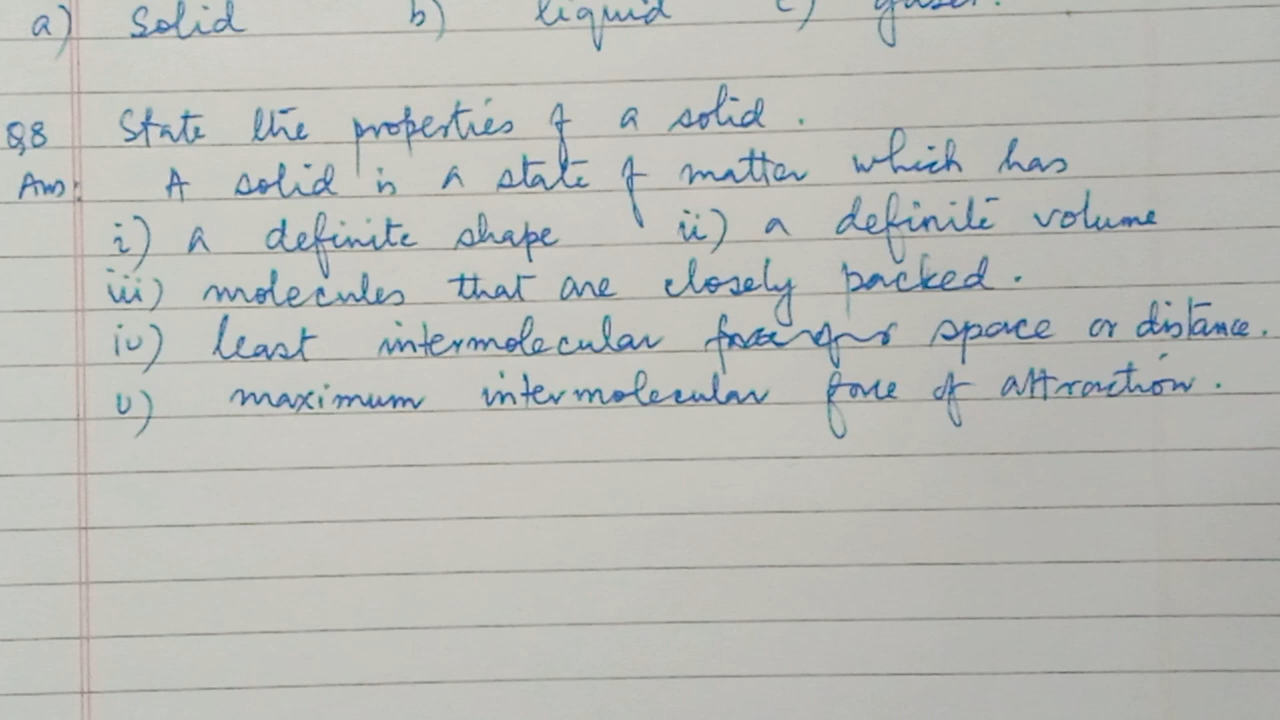 a) Solid b) liquid c)
Q8 State the properties of a solid.
Ans: A solid is a state of matter which has
i) a definite shape ii) a definite volume
iii) molecules that are closely packed.
iv) least intermolecular space or distance.
v) maximum intermolecular force of attraction.